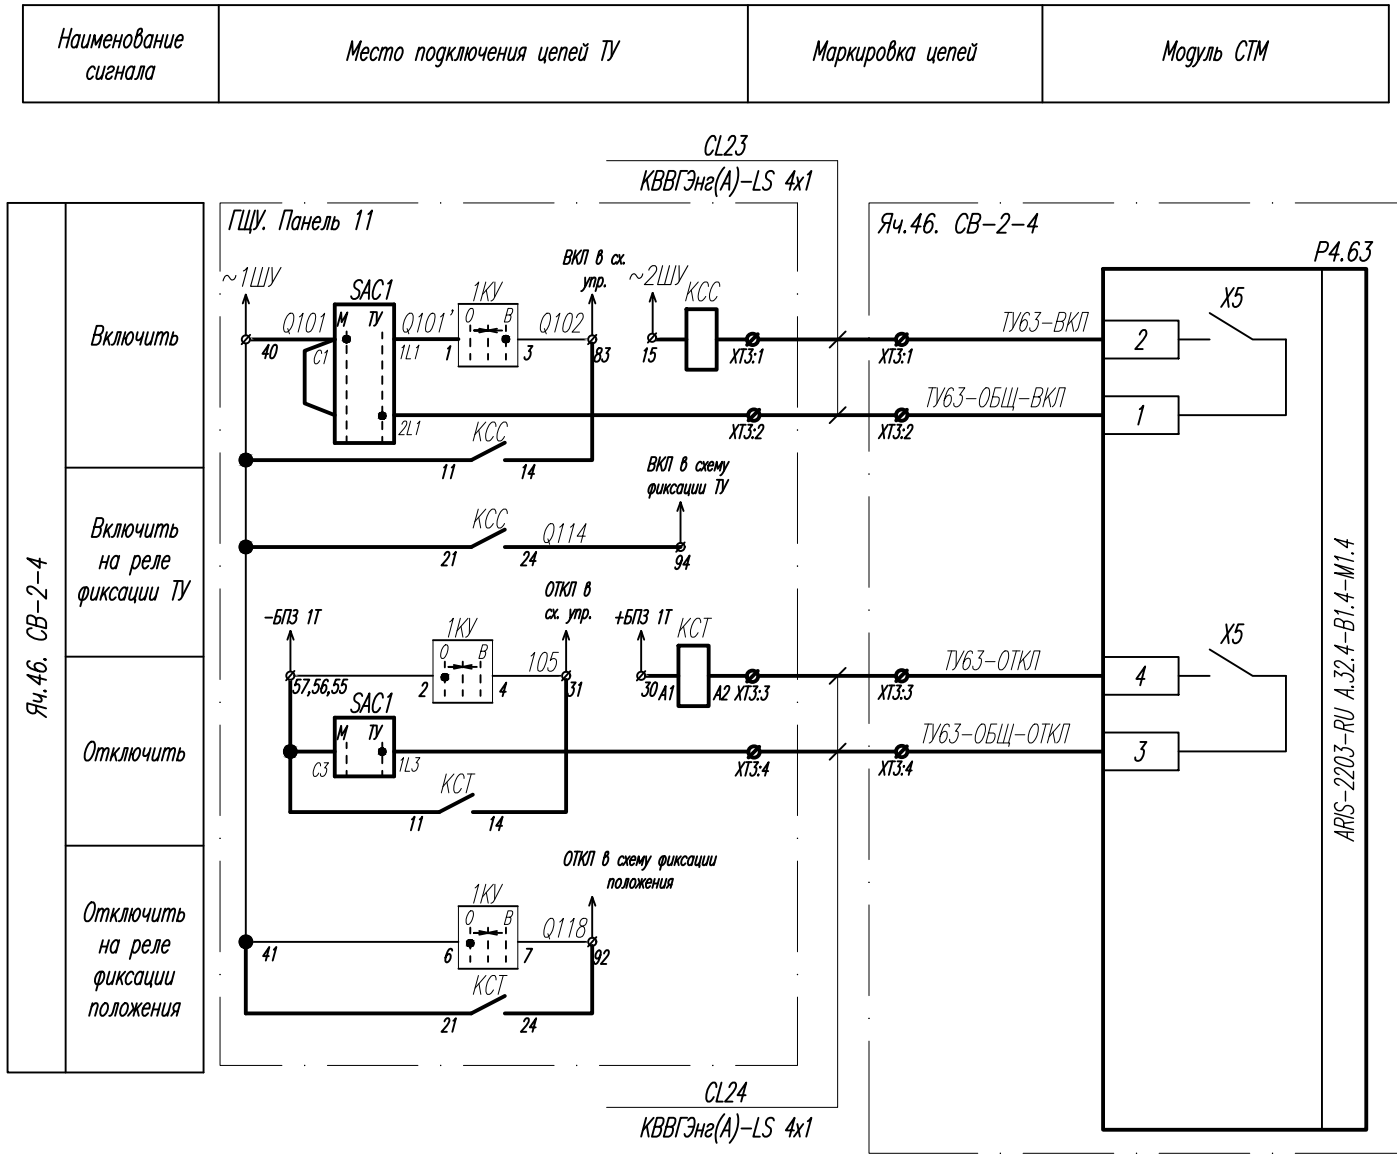 Наименование
сигнала
Место подключения цепей ТУ
Маркировка цепей
Модуль СТМ
CL23
КВВГЭнг(А)-LS 4x1
ГЩУ. Панель 11
Яч.46. СВ-2-4
P4.63
Яч.46. СВ-2-4
Включить
~1ШУ
SAC1
1КУ
ВКЛ в сх.
упр.
~2ШУ
КСС
X5
Q101
М ТУ
Q101'
О В
Q102
ТУ63-ВКЛ
2
40
С1
1L1
1
3
83
15
ХТ3:1
ХТ3:1
ТУ63-ОБЩ-ВКЛ
1
2L1
ХТ3:2
ХТ3:2
КСС
11
14
ВКЛ в схему
фиксации ТУ
Включить
на реле
фиксации ТУ
КСС
Q114
21
24
94
ОТКЛ в
сх. упр.
-БПЗ 1Т
1КУ
+БПЗ 1Т
КСТ
X5
О В
105
ТУ63-ОТКЛ
4
57,56,55
2
4
31
30
А1
А2
ХТ3:3
ХТ3:3
Отключить
SAC1
М ТУ
ТУ63-ОБЩ-ОТКЛ
3
С3
1L3
ХТ3:4
ХТ3:4
КСТ
11
14
ARIS-2203-RU A.32.4-B1.4-M1.4
ОТКЛ в схему фиксации
положения
Отключить
на реле
фиксации
положения
1КУ
О В
Q118
41
6
7
92
КСТ
21
24
CL24
КВВГЭнг(А)-LS 4x1